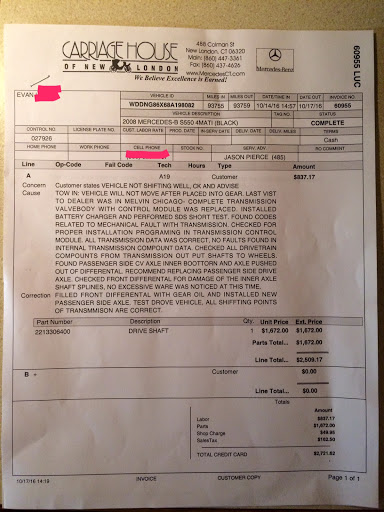 CARRIAGE HOUSE
OF NEW LONDON
We Believe Excellence is Earned!
455 Colman St
New London, CT 06320
Main: (860) 447-3361
Fax: (860) 437-4626
www.MercedesCT.com
Mercedes-Benz
60955 LUC
EVAN
VEHICLE ID MILES IN MILES OUT DATE/TIME IN DATE OUT INVOICE NO.
WDDNG86X68A198082 93755 93759 10/14/16 14:57 10/17/16 60955
VEHICLE DESCRIPTION TAG NO. STATUS
2008 MERCEDES-B S550 4MATI (BLACK) COMPLETE
CONTROL NO LICENSE PLATE NO. CUST. LABOR RATE PROD. DATE IN-SERV DATE DELIV. DATE DELIV. MILES TERMS
027926 Cash
HOME PHONE WORK PHONE CELL PHONE STOCK NO. SERV. ADV RO COMMENT
JASON PIERCE (485)
Line Op-Code Fail Code Tech Hours Type Amount
A A19 Customer $837.17
Concern Customer states VEHICLE NOT SHIFTING WELL, CK AND ADVISE
Cause TOW IN: VEHICLE WILL NOT MOVE AFTER PLACED INTO GEAR. LAST VIST
TO DEALER WAS IN MELVIN CHICAGO- COMPLETE TRANSMISSION
VALVEBODY WITH CONTROL MODULE WAS REPLACED. INSTALLED
BATTERY CHARGER AND PERFORMED SDS SHORT TEST. FOUND CODES
RELATED TO MECHANICAL FAULT WITH TRANSMISSION. CHECKED FOR
PROPER INSTALLATION PROGRAMING IN TRANSMISSION CONTROL
MODULE. ALL TRANSMISSION DATA WAS CORRECT, NO FAULTS FOUND IN
INTERNAL TRANSMISSION COMPOUNT DATA. CHECKED ALL DRIVETRAIN
COMPOUNTS FROM TRANSMISSION OUT PUT SHAFTS TO WHEELS.
FOUND PASSENGER SIDE CV AXLE INNER BOOTTORN AND AXLE PUSHED
OUT OF DIFFERENTAL. RECOMMEND REPLACING PASSENGER SIDE DRIVE
AXLE. CHECKED FRONT DIFFERENTIAL FOR DAMAGE OF THE INNER AXLE
SHAFT SPLINES, NO EXCESSIVE WARE WAS NOTICED AT THIS TIME.
Correction FILLED FRONT DIFFERENTAL WITH GEAR OIL AND INSTALLED NEW
PASSENGER SIDE AXLE. TEST DROVE VEHICLE, ALL SHIFFTING POINTS
OF TRANSMMISON ARE CORRECT.
Part Number Description Qty. Unit Price Ext. Price
2213306400 DRIVE SHAFT 1 $1,672.00 $1,672.00
Parts Total... $1,672.00
Line Total... $2,509.17
B - Customer $0.00
Line Total... $0.00
Totals
Amount
Labor $837.17
Parts $1,672.00
Shop Charge $49.95
SalesTax $162.50
TOTAL CREDIT CARD $2,721.62
10/17/16 14:19 INVOICE CUSTOMER COPY Page 1 of 1